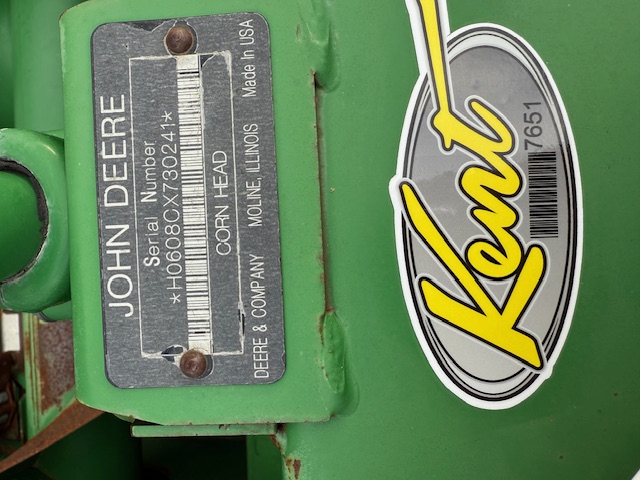 JOHN DEERE
Serial Number
*H0608CX730241*
CORN HEAD
DEERE & COMPANY MOLINE, ILLINOIS Made In USA
Kent
7651